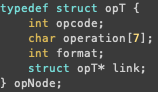 typedef struct opT {
    int opcode;
    char operation[7];
    int format;
    struct opT* link;
} opNode;